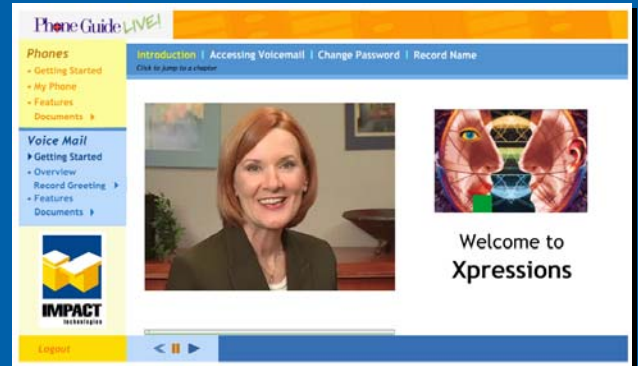 Phone Guide LIVE!
Phones
Getting Started
My Phone
Features
Documents
Voice Mail
Getting Started
Overview
Record Greeting
Features
Documents
IMPACT
technologies
Logout
Introduction | Accessing Voicemail | Change Password | Record Name
Click to jump to a chapter
Welcome to
Xpressions